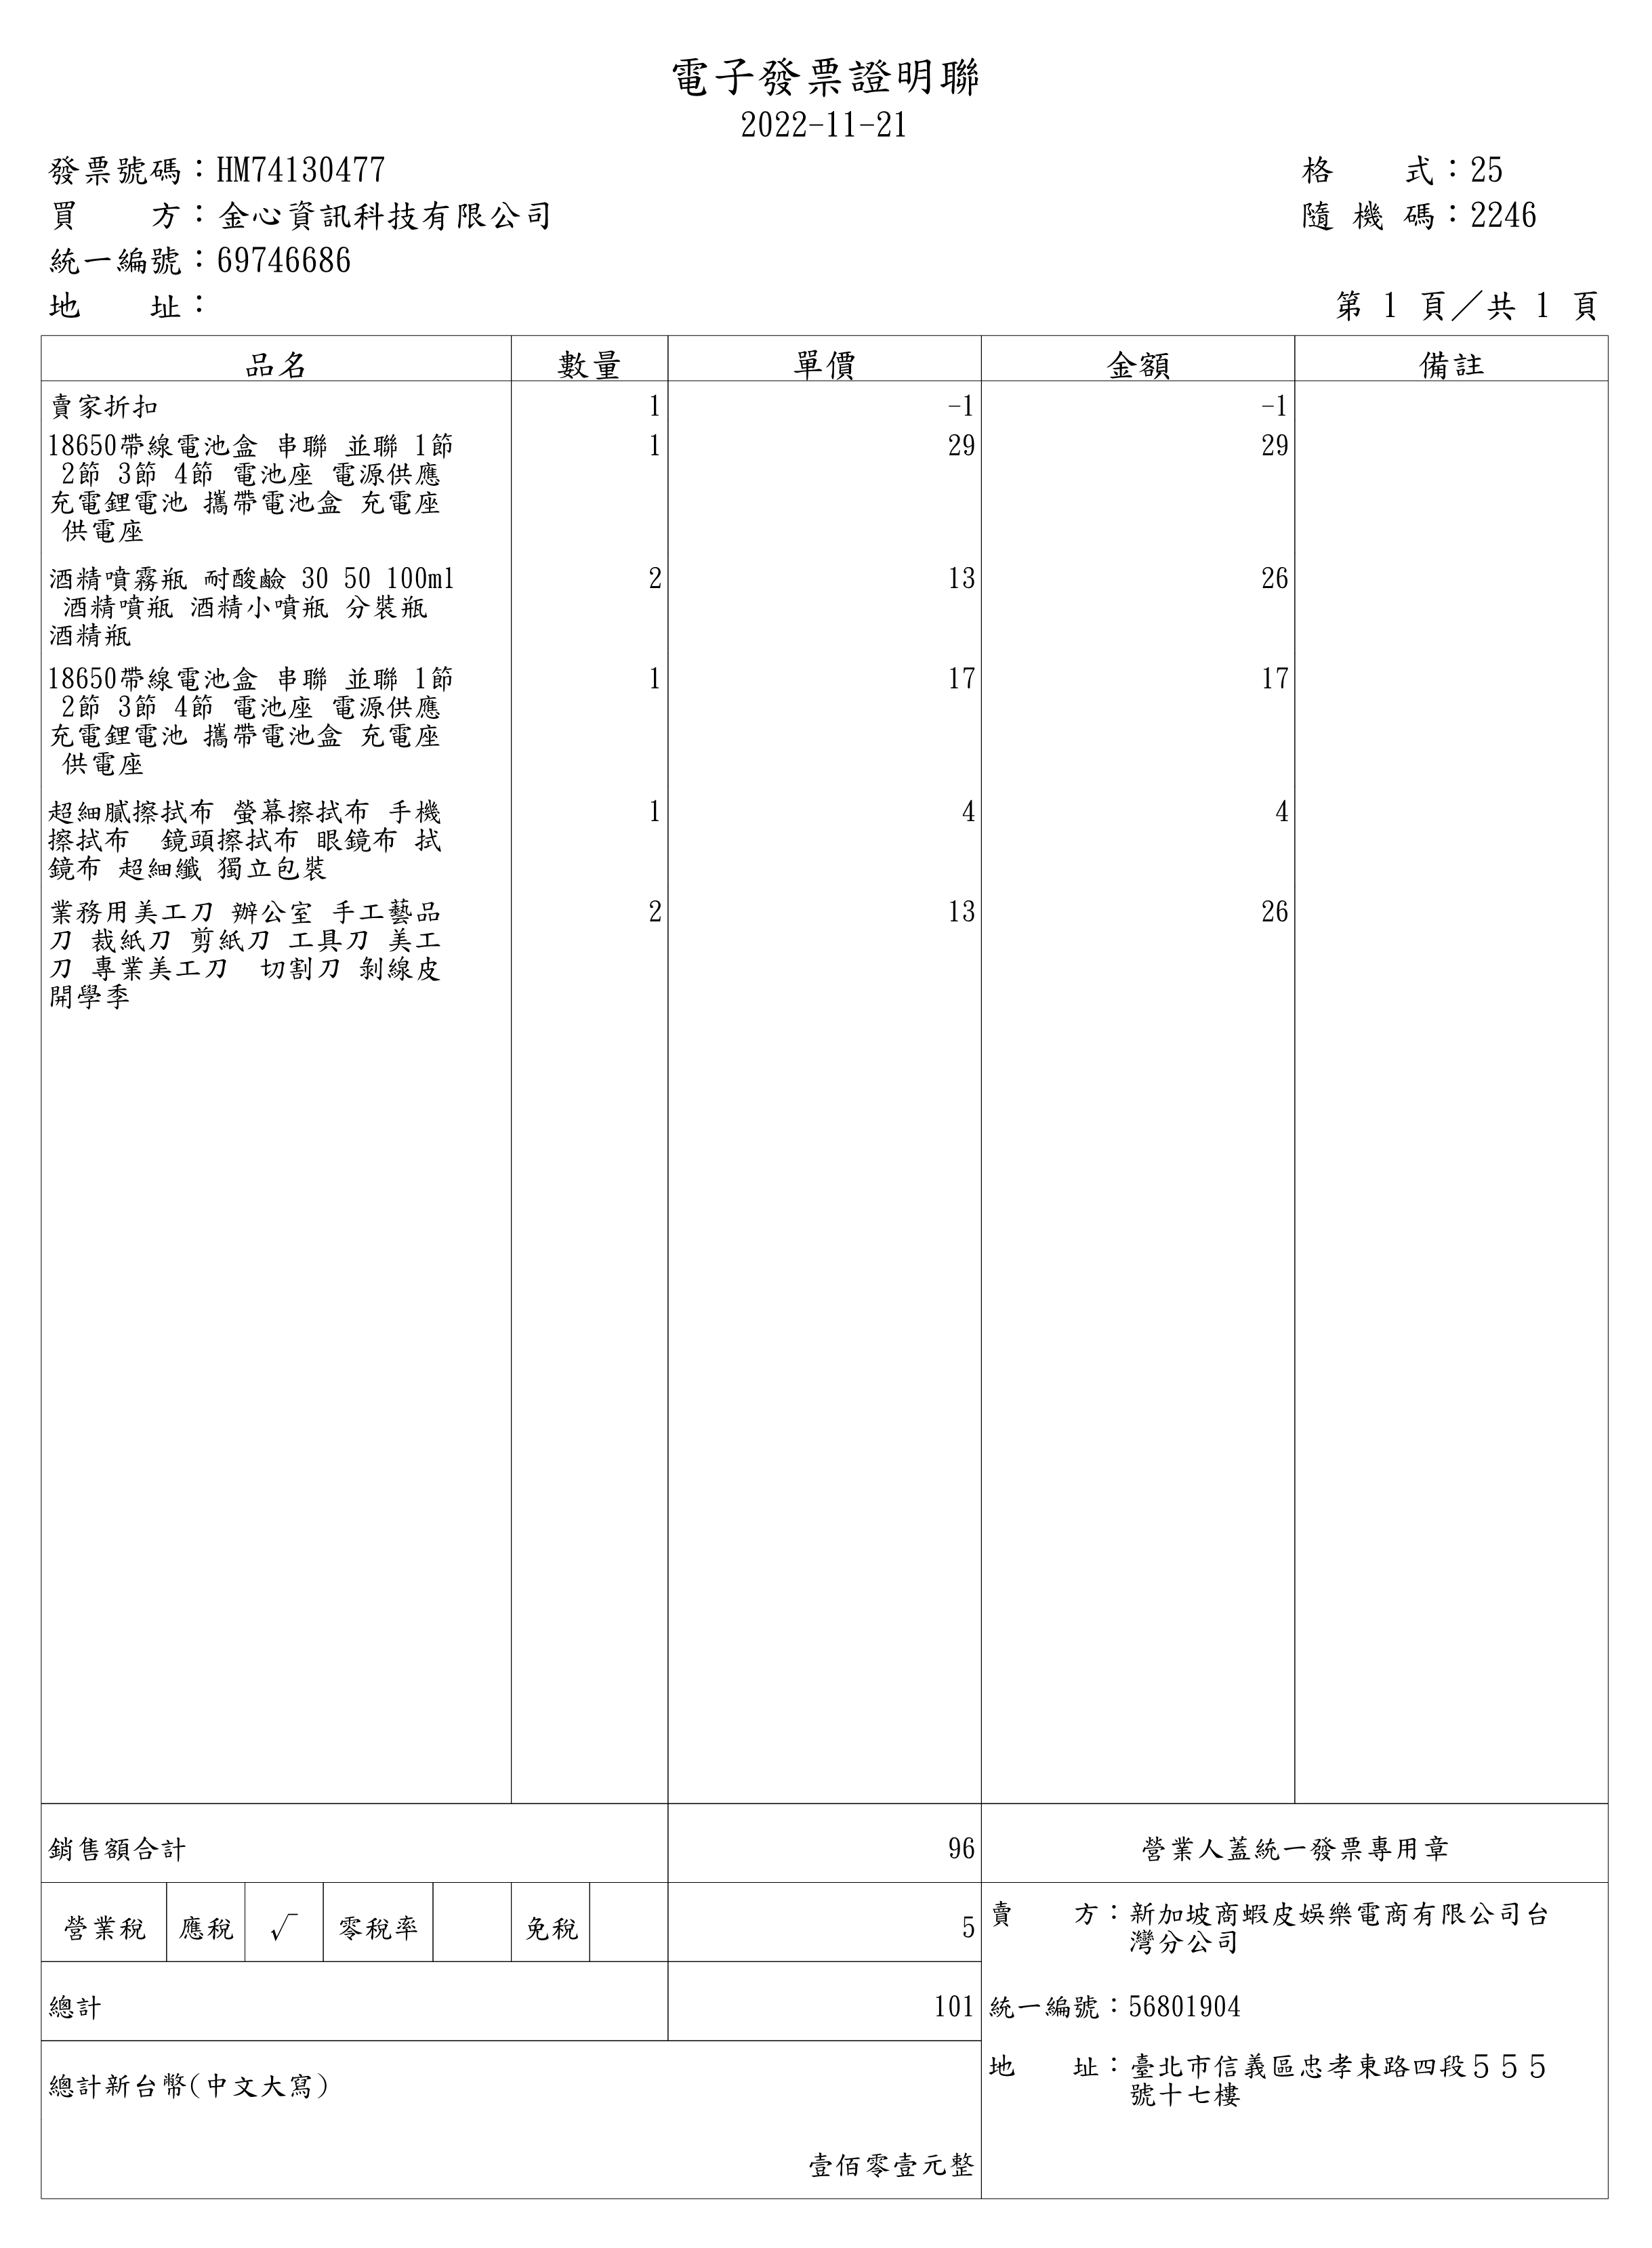 電子發票證明聯
2022-11-21
發票號碼：HM74130477 格　　式：25
買　　方：金心資訊科技有限公司 隨 機 碼：2246
統一編號：69746686
地　　址： 第 1 頁／共 1 頁
品名 數量 單價 金額 備註
賣家折扣 1 -1 -1
18650帶線電池盒 串聯 並聯 1節 1 29 29
2節 3節 4節 電池座 電源供應
充電鋰電池 攜帶電池盒 充電座
供電座
酒精噴霧瓶 耐酸鹼 30 50 100ml 2 13 26
酒精噴瓶 酒精小噴瓶 分裝瓶
酒精瓶
18650帶線電池盒 串聯 並聯 1節 1 17 17
2節 3節 4節 電池座 電源供應
充電鋰電池 攜帶電池盒 充電座
供電座
超細膩擦拭布 螢幕擦拭布 手機 1 4 4
擦拭布　鏡頭擦拭布 眼鏡布 拭
鏡布 超細纖 獨立包裝
業務用美工刀 辦公室 手工藝品 2 13 26
刀 裁紙刀 剪紙刀 工具刀 美工
刀 專業美工刀　切割刀 剝線皮
開學季
銷售額合計 96 營業人蓋統一發票專用章
營業稅 應稅 √ 零稅率 免稅 5
賣　　方：新加坡商蝦皮娛樂電商有限公司台
灣分公司
總計 101 統一編號：56801904
地　　址：臺北市信義區忠孝東路四段５５５
號十七樓
總計新台幣(中文大寫)
壹佰零壹元整